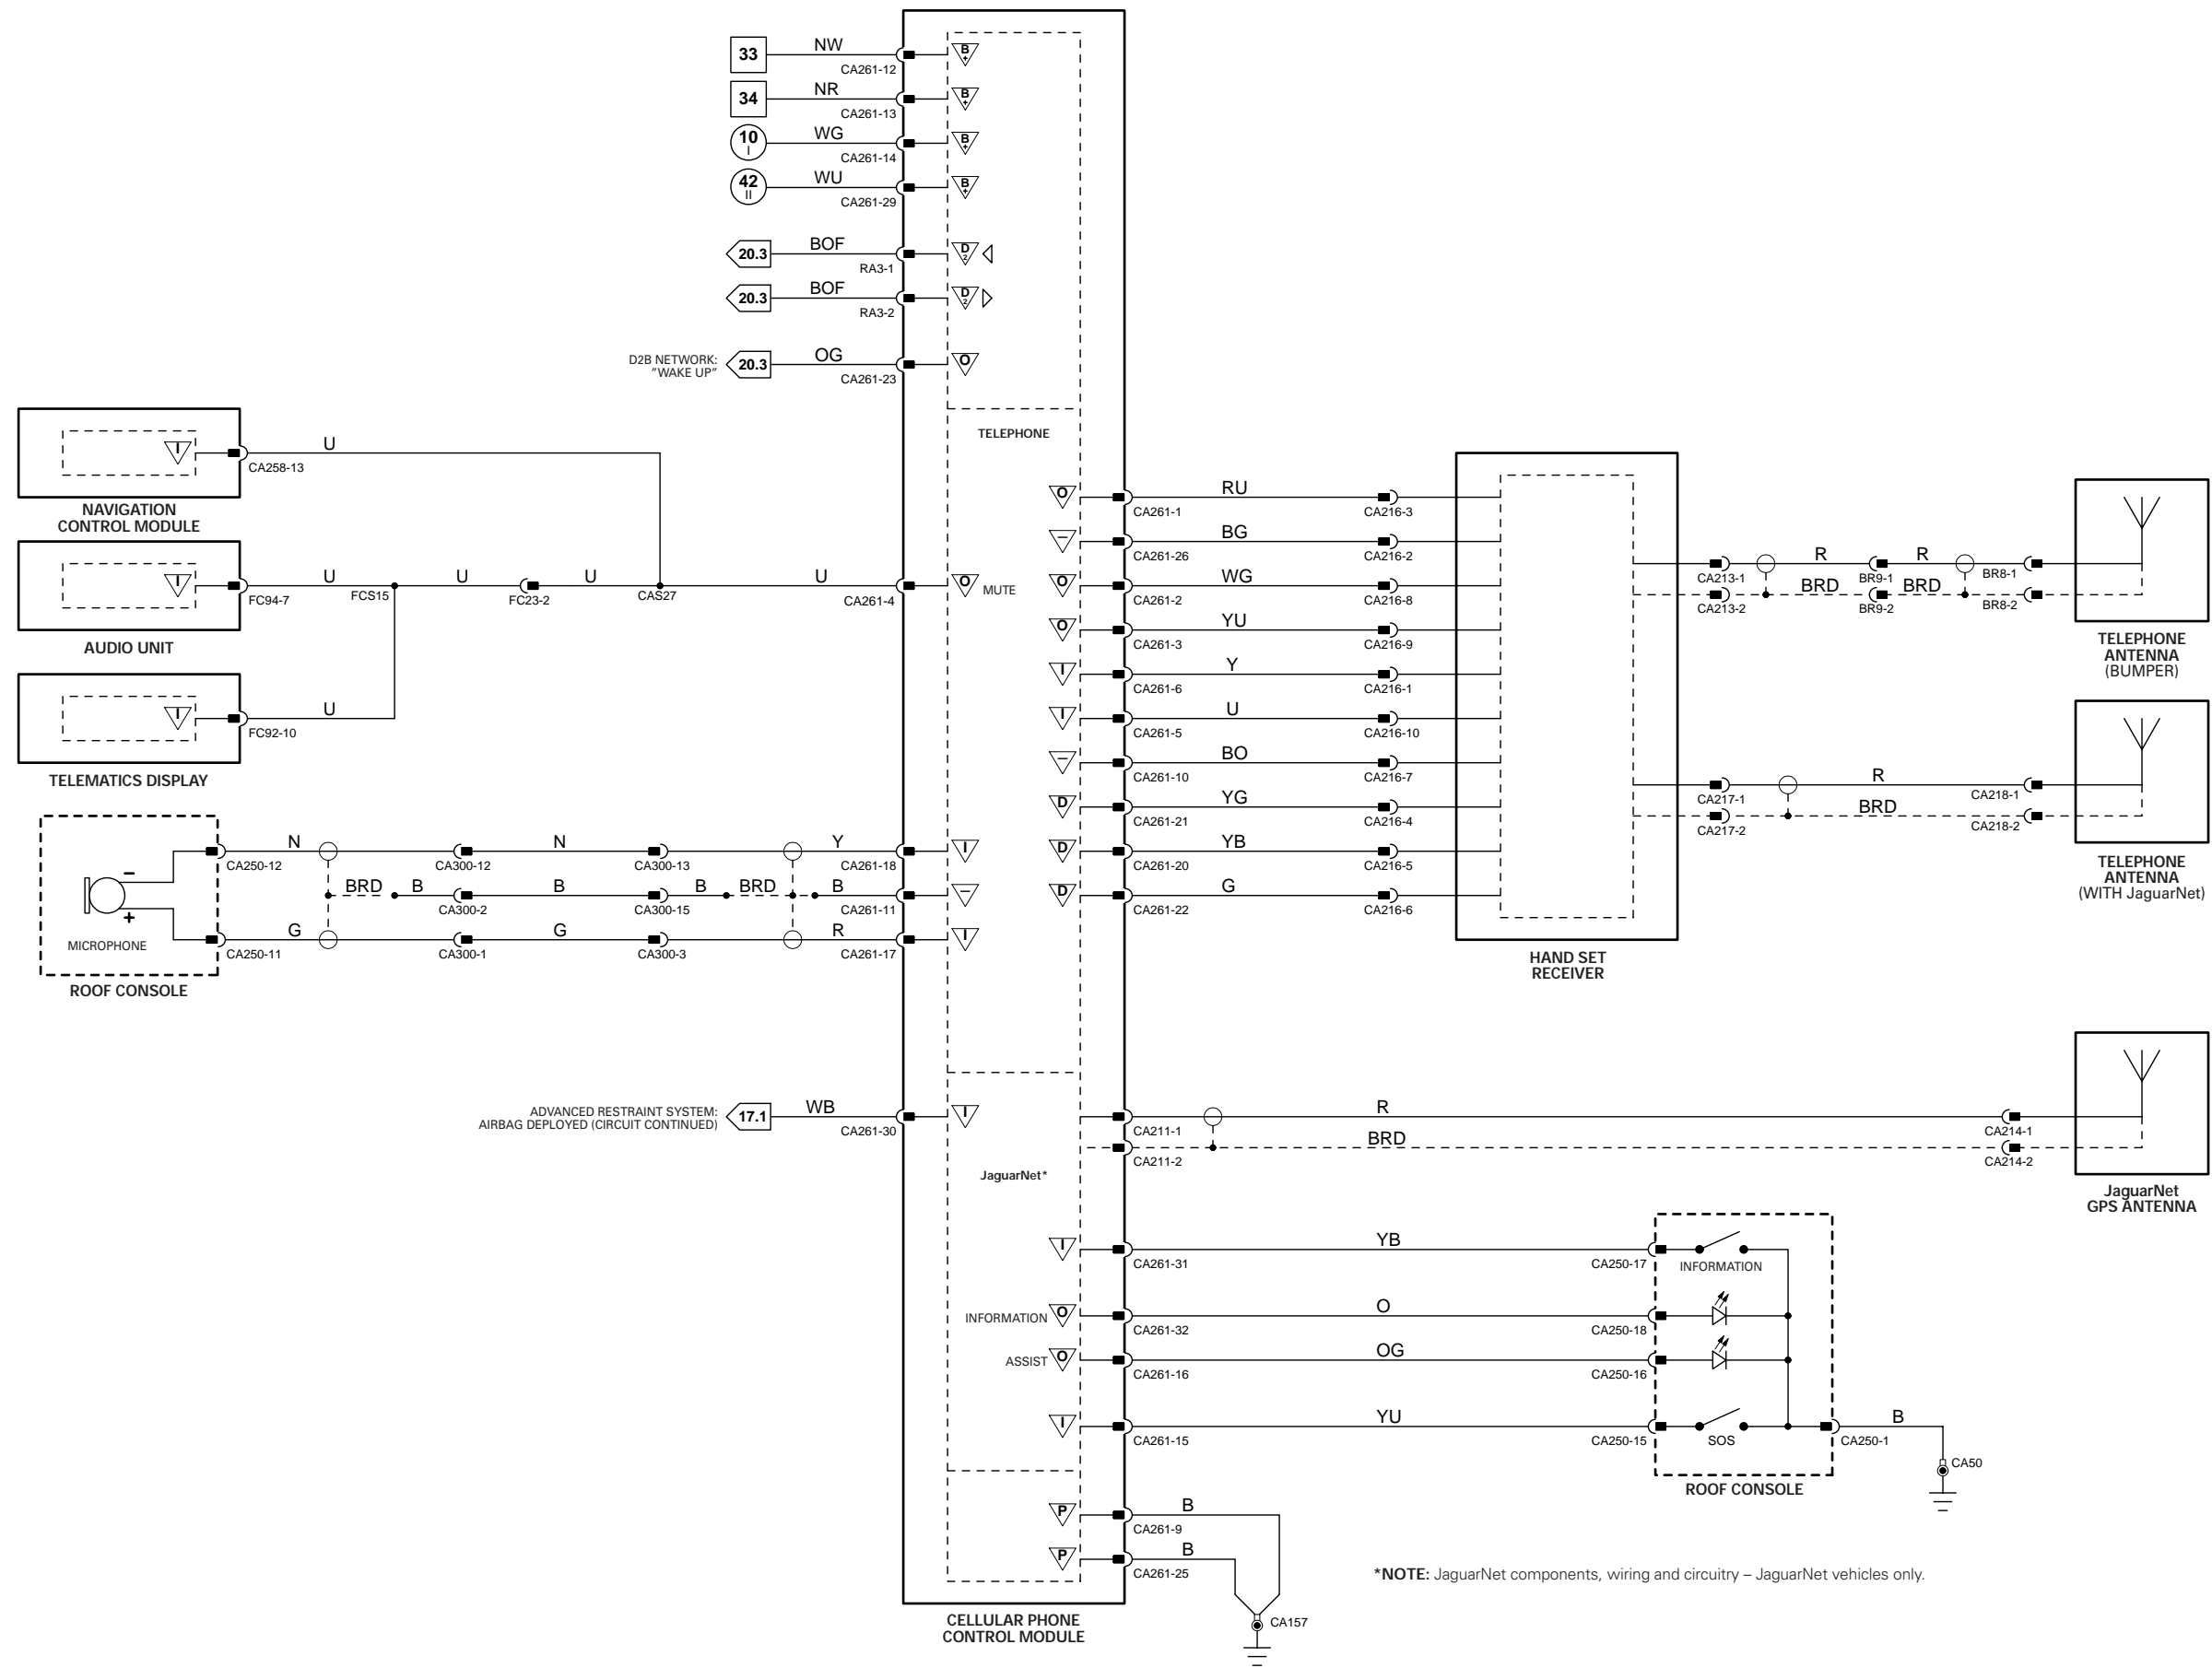 33 NW CA261-12 B+
34 NR CA261-13 B+
10 I WG CA261-14 B+
42 II WU CA261-29 B+
20.3 BOF RA3-1 D2
20.3 BOF RA3-2 D2
D2B NETWORK:
"WAKE UP"
20.3 OG CA261-23 O
TELEPHONE
U CA258-13 I
NAVIGATION
CONTROL MODULE
I FC94-7 U FCS15 U FC23-2 U CAS27 U CA261-4 O MUTE
AUDIO UNIT
I FC92-10 U
TELEMATICS DISPLAY
O CA261-1 RU CA216-3
– CA261-26 BG CA216-2
O CA261-2 WG CA216-8
O CA261-3 YU CA216-9
I CA261-6 Y CA216-1
I CA261-5 U CA216-10
– CA261-10 BO CA216-7
D CA261-21 YG CA216-4
D CA261-20 YB CA216-5
D CA261-22 G CA216-6
HAND SET
RECEIVER
CA213-1 R BR9-1 R BR8-1
CA213-2 BRD BR9-2 BRD BR8-2
TELEPHONE
ANTENNA
(BUMPER)
CA217-1 R CA218-1
CA217-2 BRD CA218-2
TELEPHONE
ANTENNA
(WITH JaguarNet)
– + MICROPHONE
CA250-12 N CA300-12 N CA300-13 Y CA261-18 I
BRD B CA300-2 B CA300-15 B BRD B CA261-11 –
CA250-11 G CA300-1 G CA300-3 R CA261-17 I
ROOF CONSOLE
ADVANCED RESTRAINT SYSTEM:
AIRBAG DEPLOYED (CIRCUIT CONTINUED)
17.1 WB CA261-30 I
JaguarNet*
CA211-1 R CA214-1
CA211-2 BRD CA214-2
JaguarNet
GPS ANTENNA
I CA261-31 YB CA250-17 INFORMATION
INFORMATION O CA261-32 O CA250-18
ASSIST O CA261-16 OG CA250-16
I CA261-15 YU CA250-15 SOS CA250-1 B CA50
ROOF CONSOLE
P CA261-9 B
P CA261-25 B
CA157
*NOTE: JaguarNet components, wiring and circuitry – JaguarNet vehicles only.
CELLULAR PHONE
CONTROL MODULE